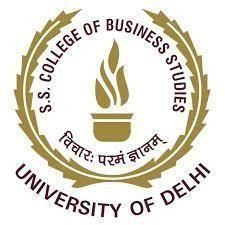 S.S. COLLEGE OF BUSINESS STUDIES
विचारः परमं ज्ञानम्
UNIVERSITY OF DELHI